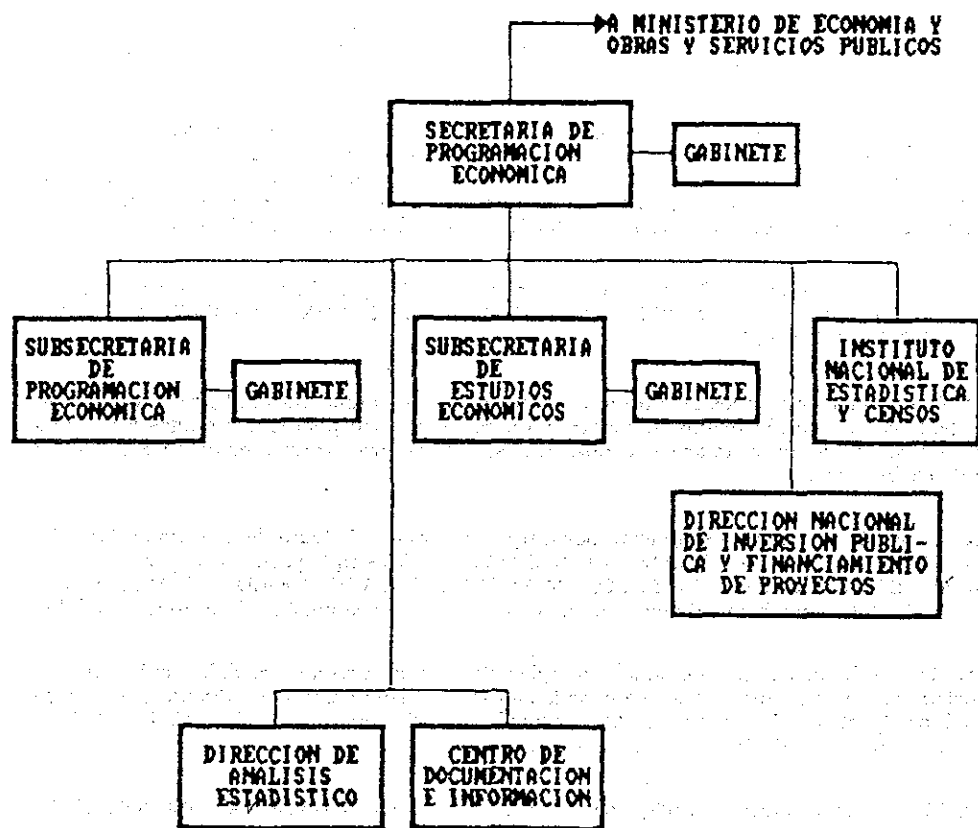 A MINISTERIO DE ECONOMIA Y
OBRAS Y SERVICIOS PUBLICOS
SECRETARIA DE
PROGRAMACION
ECONOMICA
GABINETE
SUBSECRETARIA
DE
PROGRAMACION
ECONOMICA
GABINETE
SUBSECRETARIA
DE
ESTUDIOS
ECONOMICOS
GABINETE
INSTITUTO
NACIONAL DE
ESTADISTICA
Y CENSOS
DIRECCION NACIONAL
DE INVERSION PUBLI-
CA Y FINANCIAMIENTO
DE PROYECTOS
DIRECCION DE
ANALISIS
ESTADISTICO
CENTRO DE
DOCUMENTACION
E INFORMACION